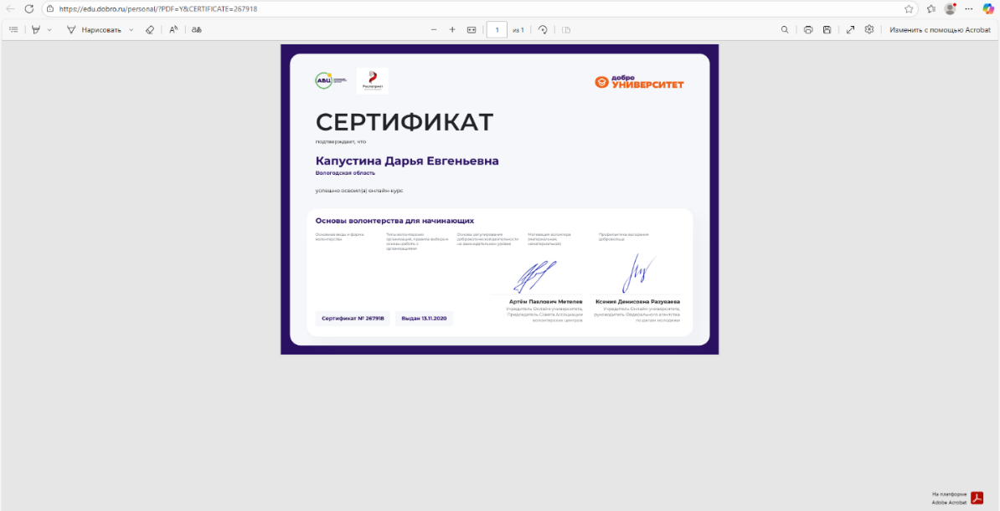 https://edu.dobro.ru/personal/?PDF=Y&CERTIFICATE=267918
Нарисовать
1 из 1
Изменить с помощью Acrobat
АВЦ
Роспатриот
добро
УНИВЕРСИТЕТ
СЕРТИФИКАТ
подтверждает, что
Капустина Дарья Евгеньевна
Вологодская область
успешно освоил(а) онлайн-курс
Основы волонтерства для начинающих
Основные виды и формы
волонтерства
Типы волонтерских
организаций, правила выбора и
основы работы с
организациями
Основы регулирования
добровольческой деятельности
на законодательном уровне
Мотивация волонтера
(материальная,
нематериальная)
Профилактика выгорания
добровольца
Артём Павлович Метелев
Учредитель Онлайн-университета,
Председатель Совета Ассоциации
волонтерских центров
Ксения Денисовна Разуваева
Учредитель Онлайн-университета,
руководитель Федерального агентства
по делам молодежи
Сертификат № 267918
Выдан 13.11.2020
На платформе
Adobe Acrobat